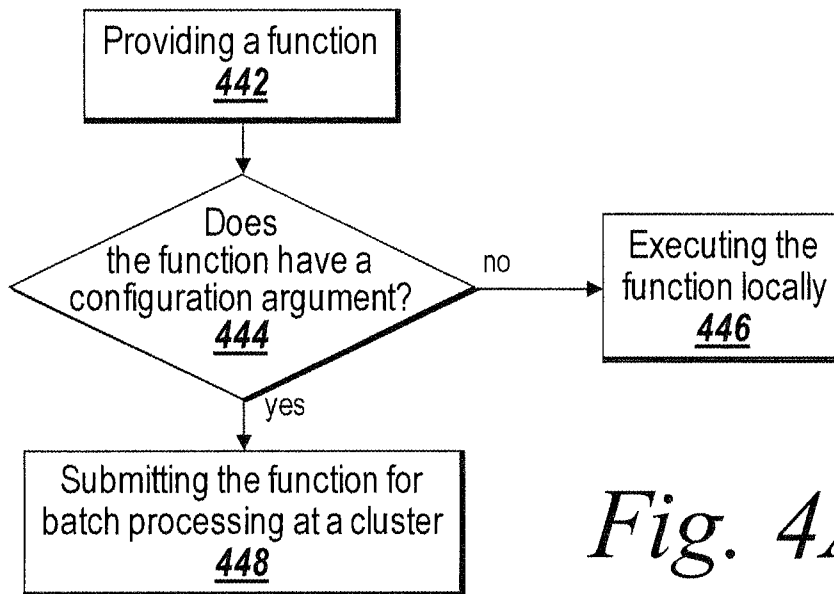 Providing a function
442
Does
the function have a
configuration argument?
444
no
Executing the
function locally
446
yes
Submitting the function for
batch processing at a cluster
448
Fig.